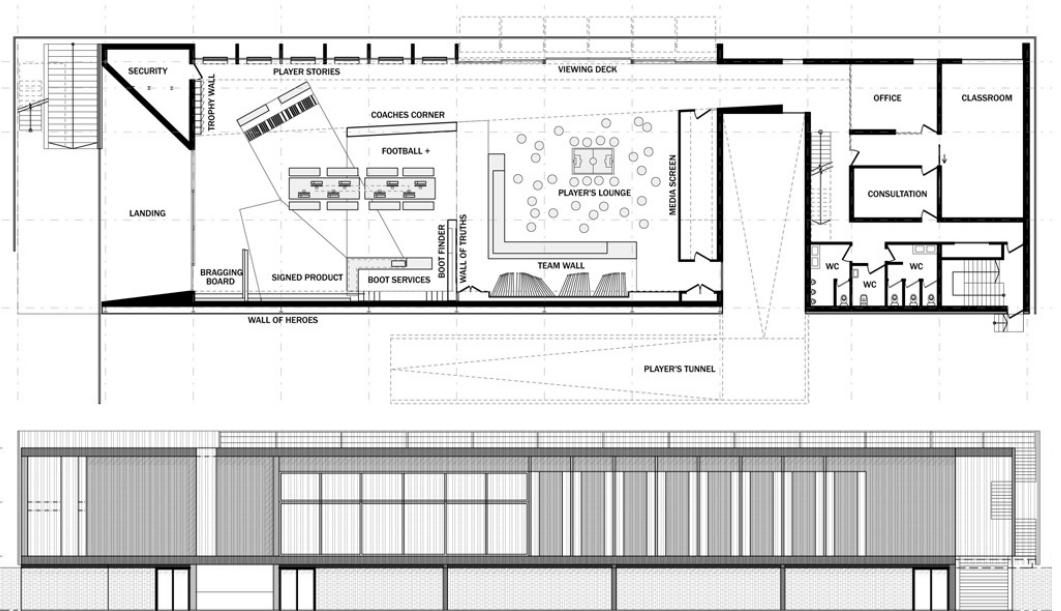 SECURITY
PLAYER STORIES
VIEWING DECK
TROPHY WALL
OFFICE
CLASSROOM
COACHES CORNER
FOOTBALL +
PLAYER'S LOUNGE
MEDIA SCREEN
CONSULTATION
LANDING
BRAGGING
BOARD
SIGNED PRODUCT
BOOT SERVICES
BOOT FINDER
WALL OF TRUTHS
TEAM WALL
WC
WC
WC
WALL OF HEROES
PLAYER'S TUNNEL